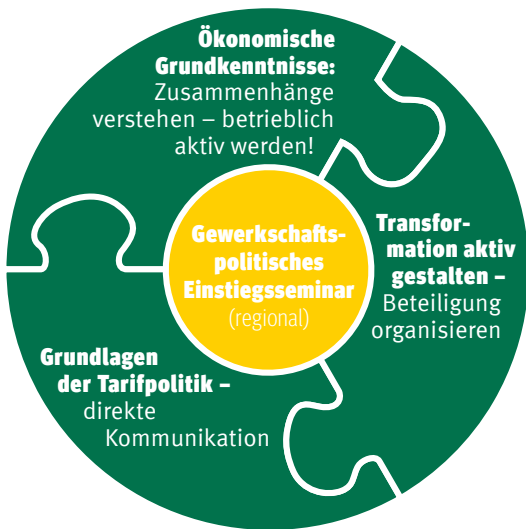 Ökonomische
Grundkenntnisse:
Zusammenhänge
verstehen – betrieblich
aktiv werden!
Gewerkschafts-
politisches
Einstiegsseminar
(regional)
Transfor-
mation aktiv
gestalten –
Beteiligung
organisieren
Grundlagen
der Tarifpolitik –
direkte
Kommunikation